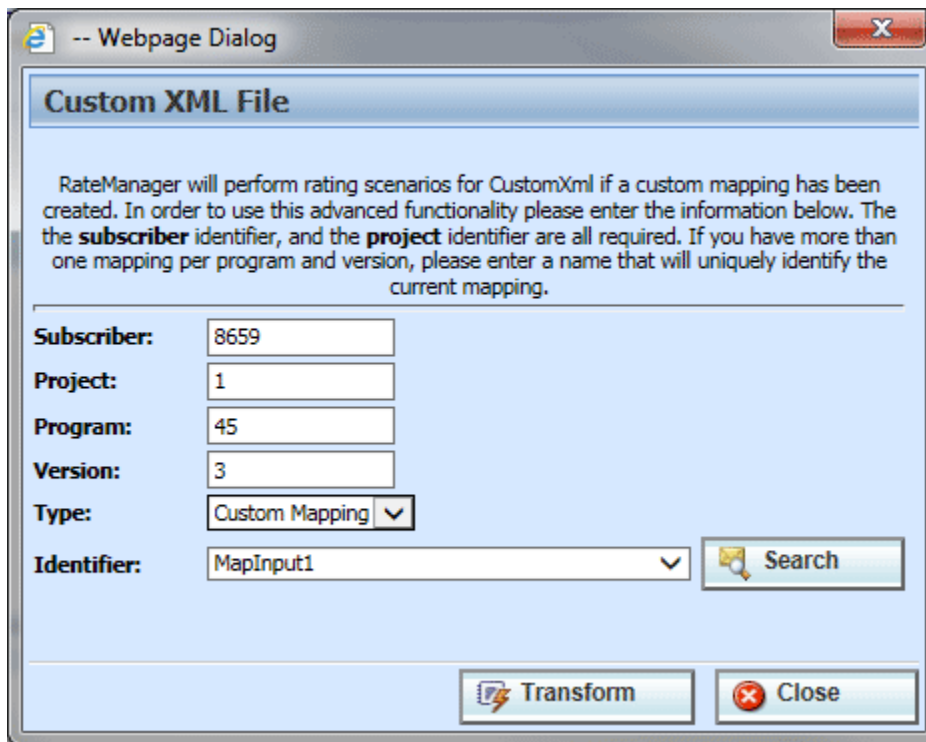 -- Webpage Dialog
X
Custom XML File
RateManager will perform rating scenarios for CustomXml if a custom mapping has been
created. In order to use this advanced functionality please enter the information below. The
the subscriber identifier, and the project identifier are all required. If you have more than
one mapping per program and version, please enter a name that will uniquely identify the
current mapping.
Subscriber: 8659
Project: 1
Program: 45
Version: 3
Type: Custom Mapping
Identifier: MapInput1 Search
Transform Close